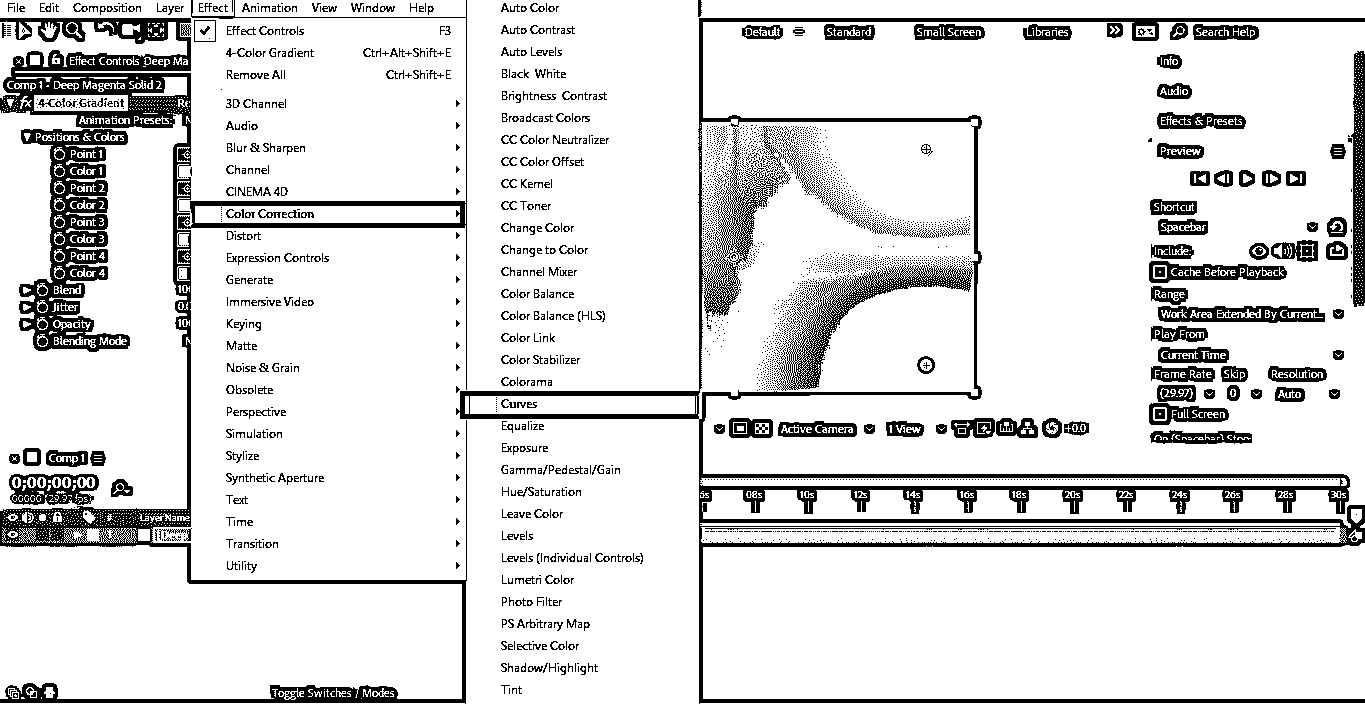 File Edit Composition Layer Effect Animation View Window Help
Default Standard Small Screen Libraries Search Help
Effect Controls Deep Ma
Comp 1 · Deep Magenta Solid 2
fx 4-Color Gradient Re
Animation Presets:
Positions & Colors
Point 1
Color 1
Point 2
Color 2
Point 3
Color 3
Point 4
Color 4
Blend
Jitter
Opacity
Blending Mode
Comp 1
0;00;00;00
00000 (29.97 fps)
Layer Name
Effect Controls F3
4-Color Gradient Ctrl+Alt+Shift+E
Remove All Ctrl+Shift+E
3D Channel
Audio
Blur & Sharpen
Channel
CINEMA 4D
Color Correction
Distort
Expression Controls
Generate
Immersive Video
Keying
Matte
Noise & Grain
Obsolete
Perspective
Simulation
Stylize
Synthetic Aperture
Text
Time
Transition
Utility
Toggle Switches / Modes
Auto Color
Auto Contrast
Auto Levels
Black White
Brightness Contrast
Broadcast Colors
CC Color Neutralizer
CC Color Offset
CC Kernel
CC Toner
Change Color
Change to Color
Channel Mixer
Color Balance
Color Balance (HLS)
Color Link
Color Stabilizer
Colorama
Curves
Equalize
Exposure
Gamma/Pedestal/Gain
Hue/Saturation
Leave Color
Levels
Levels (Individual Controls)
Lumetri Color
Photo Filter
PS Arbitrary Map
Selective Color
Shadow/Highlight
Tint
Active Camera 1 View +0.0
08s 10s 12s 14s 16s 18s 20s 22s 24s 26s 28s 30s
Info
Audio
Effects & Presets
Preview
Shortcut
Spacebar
Include:
Cache Before Playback
Range
Work Area Extended By Current...
Play From
Current Time
Frame Rate Skip Resolution
(29.97) 0 Auto
Full Screen
On (Spacebar) Stop: